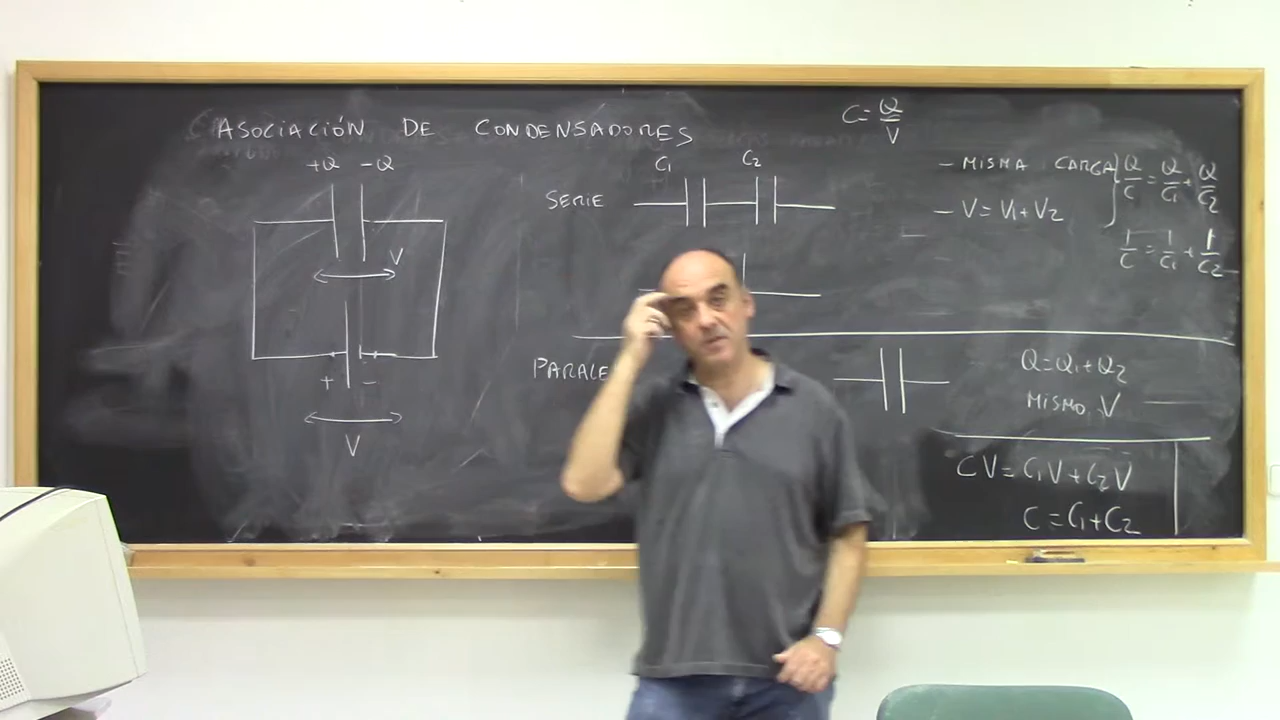 ASOCIACIÓN DE CONDENSADORES
+Q -Q
V
+ -
V
C = Q/V
C1 C2
SERIE
- MISMA CARGA
- V = V1 + V2
Q/C = Q/C1 + Q/C2
1/C = 1/C1 + 1/C2
PARALE
Q = Q1 + Q2
MISMO V
CV = C1V + C2V
C = C1 + C2